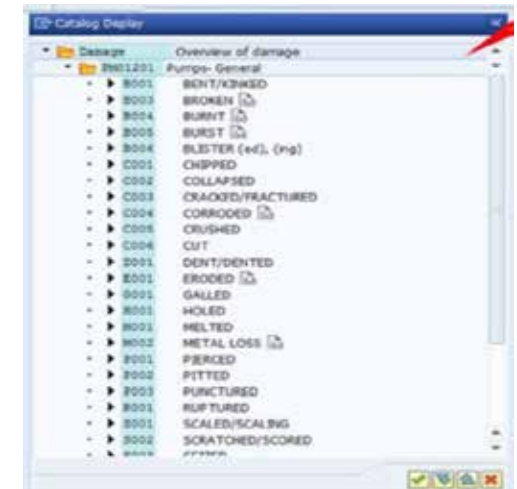 Catalog Display
Damage Overview of damage
PM01201 Pumps- General
B001 BENT/KINKED
B003 BROKEN
B004 BURNT
B005 BURST
B006 BLISTER (ed), (ing)
C001 CHIPPED
C002 COLLAPSED
C003 CRACKED/FRACTURED
C004 CORRODED
C005 CRUSHED
C006 CUT
D001 DENT/DENTED
E001 ERODED
G001 GALLED
H001 HOLED
M001 MELTED
M002 METAL LOSS
P001 PIERCED
P002 PITTED
P003 PUNCTURED
R001 RUPTURED
S001 SCALED/SCALING
S002 SCRATCHED/SCORED